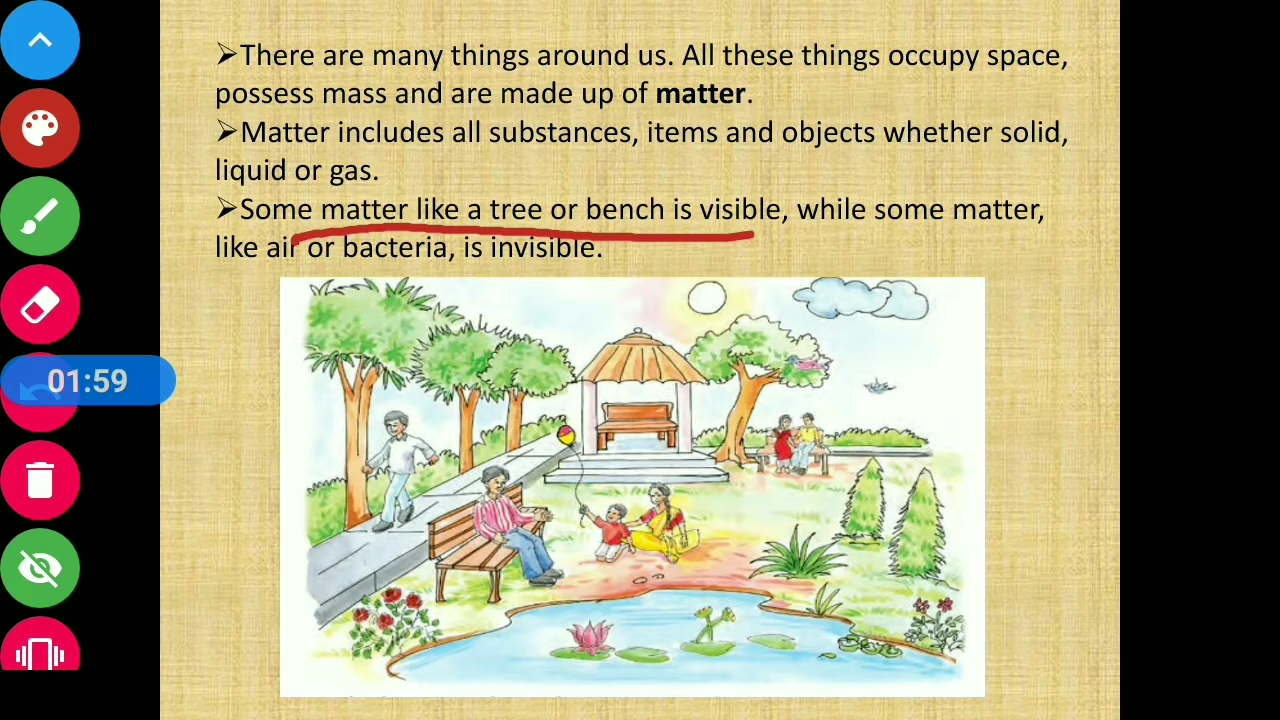 ➢There are many things around us. All these things occupy space,
possess mass and are made up of matter.
➢Matter includes all substances, items and objects whether solid,
liquid or gas.
➢Some matter like a tree or bench is visible, while some matter,
like air or bacteria, is invisible.
01:59